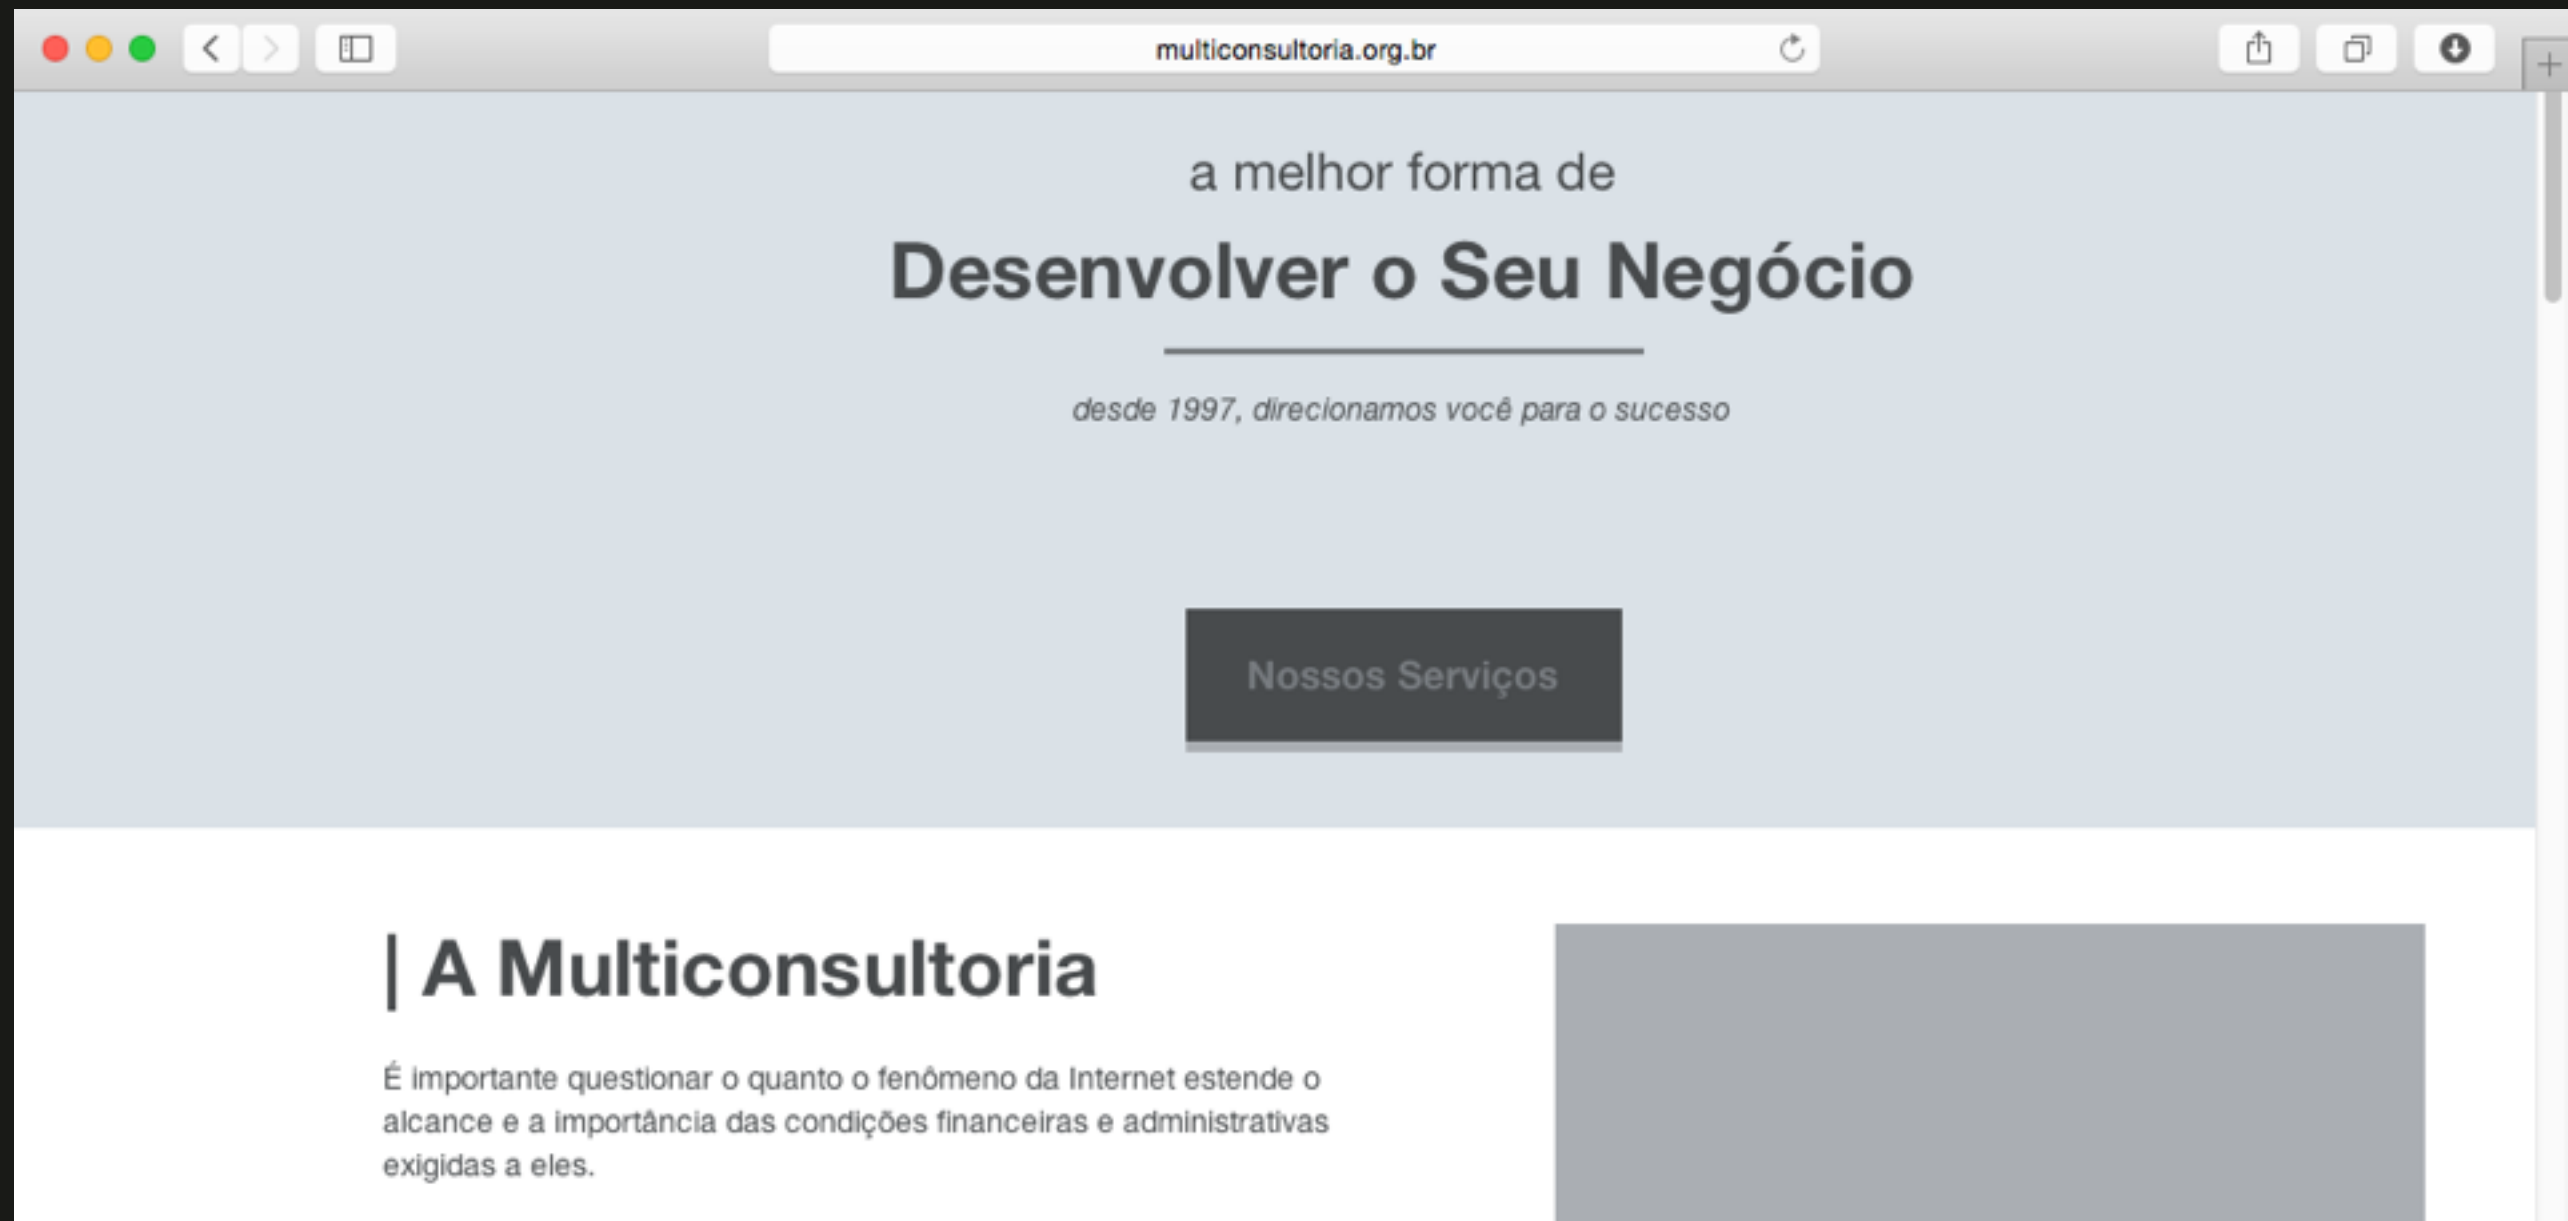 multiconsultoria.org.br
a melhor forma de
Desenvolver o Seu Negócio
desde 1997, direcionamos você para o sucesso
Nossos Serviços
| A Multiconsultoria
É importante questionar o quanto o fenômeno da Internet estende o
alcance e a importância das condições financeiras e administrativas
exigidas a eles.